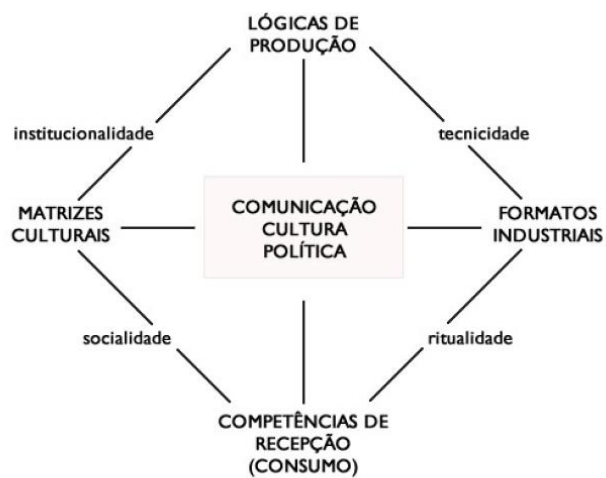 LÓGICAS DE
PRODUÇÃO
institucionalidade
tecnicidade
MATRIZES
CULTURAIS
COMUNICAÇÃO
CULTURA
POLÍTICA
FORMATOS
INDUSTRIAIS
socialidade
ritualidade
COMPETÊNCIAS DE
RECEPÇÃO
(CONSUMO)